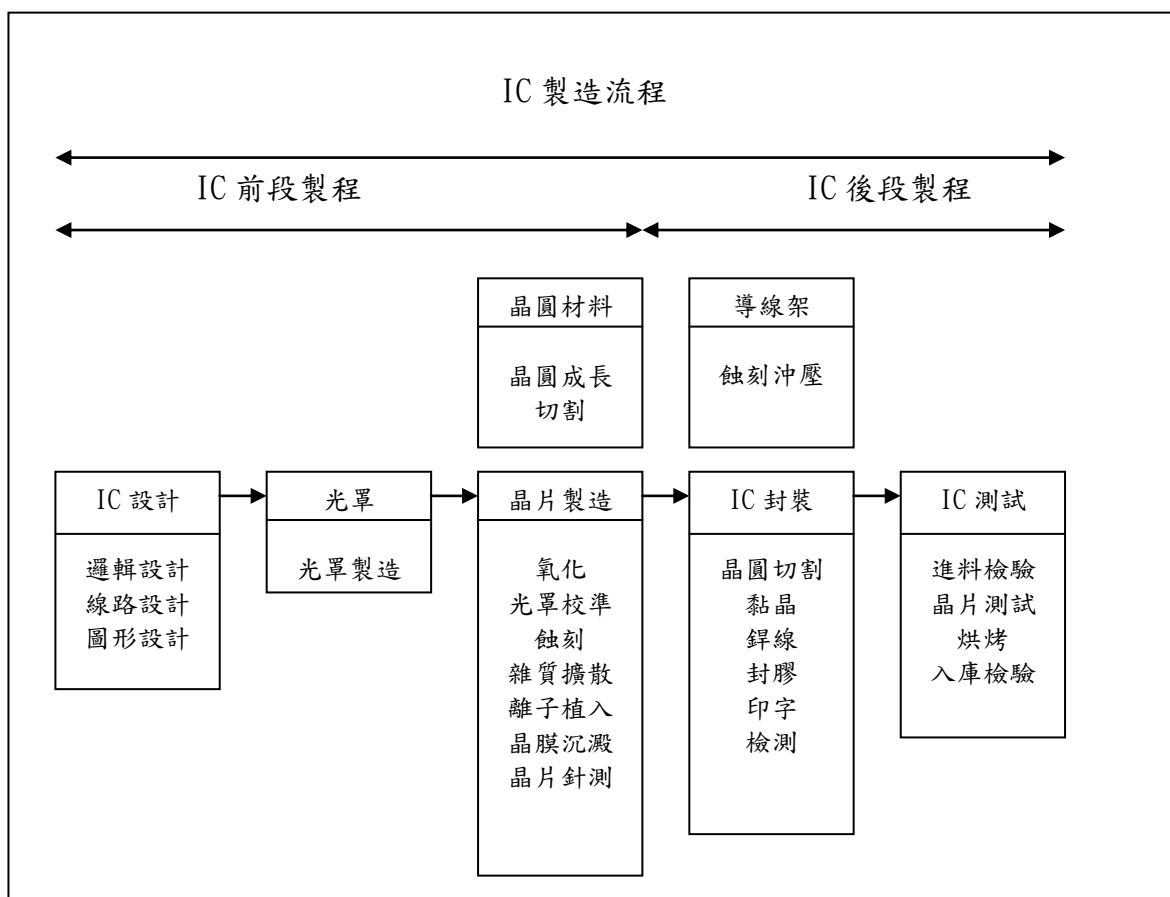 IC 製造流程
IC 前段製程
IC 後段製程
晶圓材料
晶圓成長
切割
導線架
蝕刻沖壓
IC 設計
邏輯設計
線路設計
圖形設計
光罩
光罩製造
晶片製造
氧化
光罩校準
蝕刻
雜質擴散
離子植入
晶膜沉澱
晶片針測
IC 封裝
晶圓切割
黏晶
銲線
封膠
印字
檢測
IC 測試
進料檢驗
晶片測試
烘烤
入庫檢驗